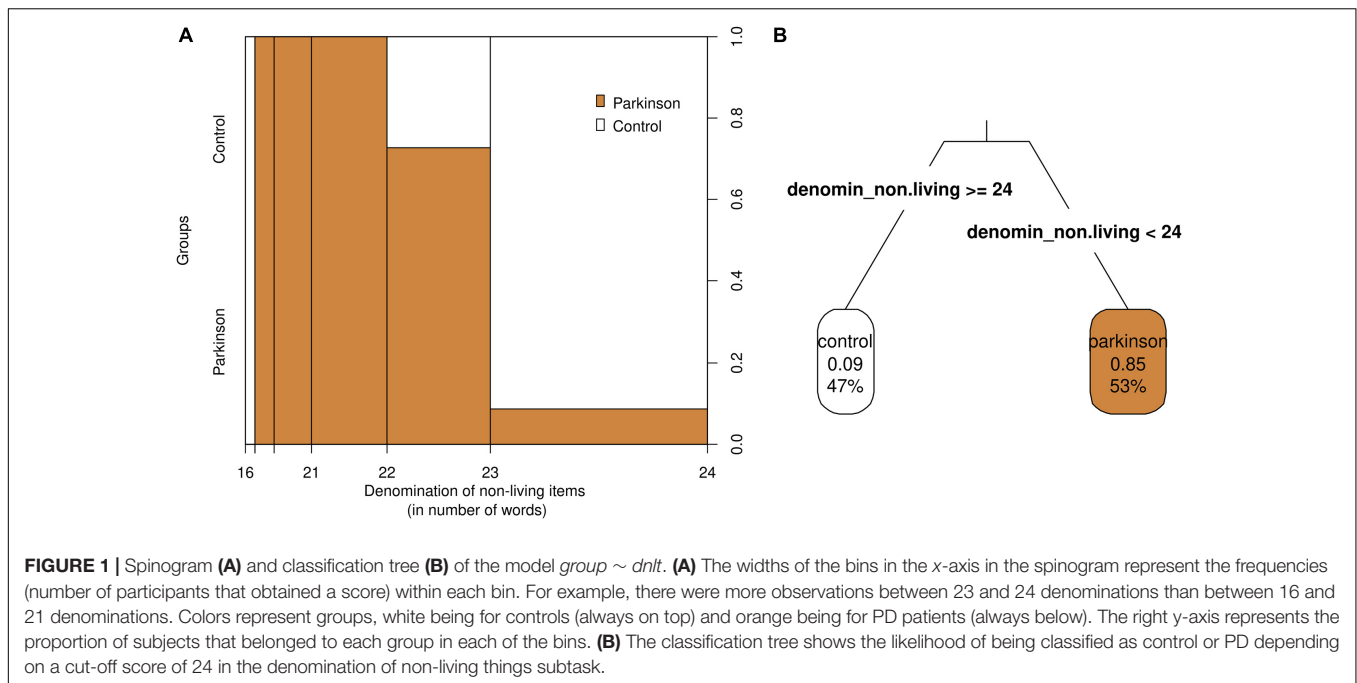 A
Control
Parkinson
Groups
Parkinson
Control
0.0 0.2 0.4 0.6 0.8 1.0
16 21 22 23 24
Denomination of non-living items
(in number of words)
B
denomin_non.living >= 24
denomin_non.living < 24
control
0.09
47%
parkinson
0.85
53%
FIGURE 1 | Spinogram (A) and classification tree (B) of the model group ∼ dnlt. (A) The widths of the bins in the x-axis in the spinogram represent the frequencies
(number of participants that obtained a score) within each bin. For example, there were more observations between 23 and 24 denominations than between 16 and
21 denominations. Colors represent groups, white being for controls (always on top) and orange being for PD patients (always below). The right y-axis represents the
proportion of subjects that belonged to each group in each of the bins. (B) The classification tree shows the likelihood of being classified as control or PD depending
on a cut-off score of 24 in the denomination of non-living things subtask.